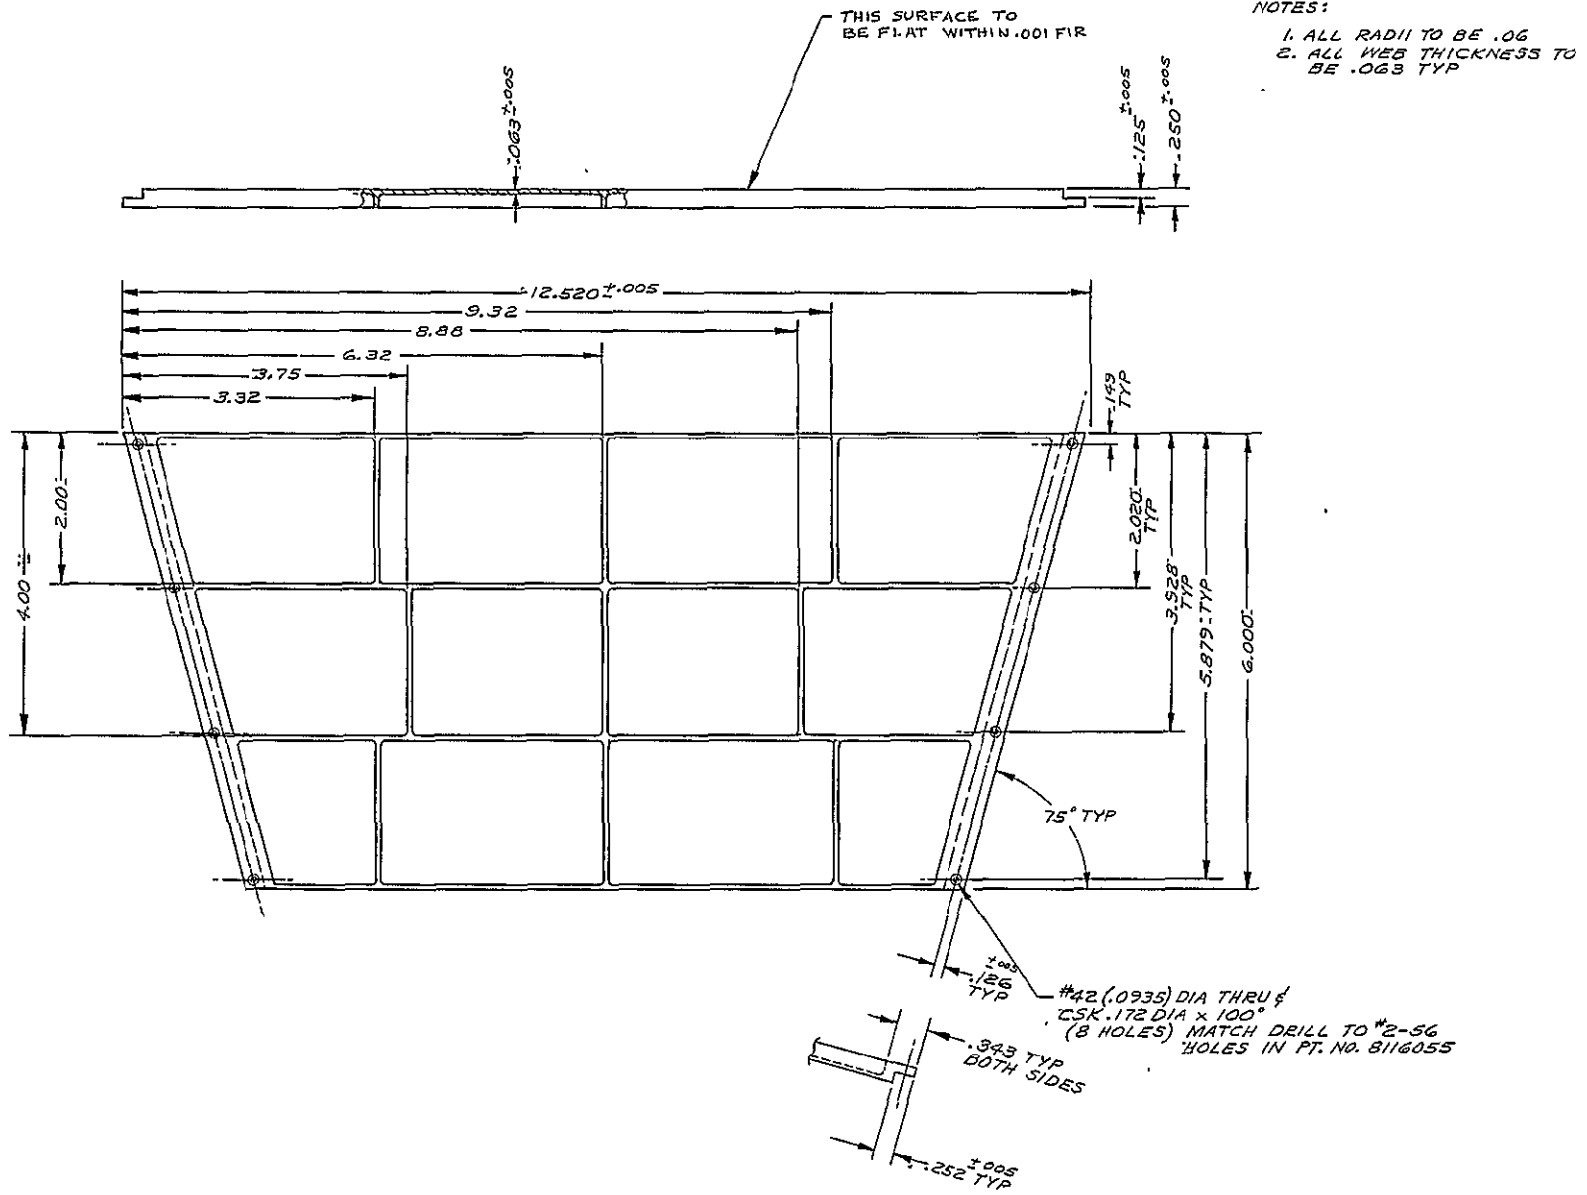 THIS SURFACE TO
BE FLAT WITHIN .001 FIR
NOTES:
1. ALL RADII TO BE .06
2. ALL WEB THICKNESS TO
BE .063 TYP
.063 ±.005
.125 ±.005
.250 ±.005
12.520 ±.005
9.32
8.88
6.32
3.75
3.32
.149
TYP
2.00
4.00
2.020
TYP
3.928
TYP
5.879 TYP
6.000
75° TYP
±.005
.126
TYP
#42 (.0935) DIA THRU &
CSK .172 DIA x 100°
(8 HOLES) MATCH DRILL TO #2-56
HOLES IN PT. NO. 8116055
.343 TYP
BOTH SIDES
.252 ±.005
TYP